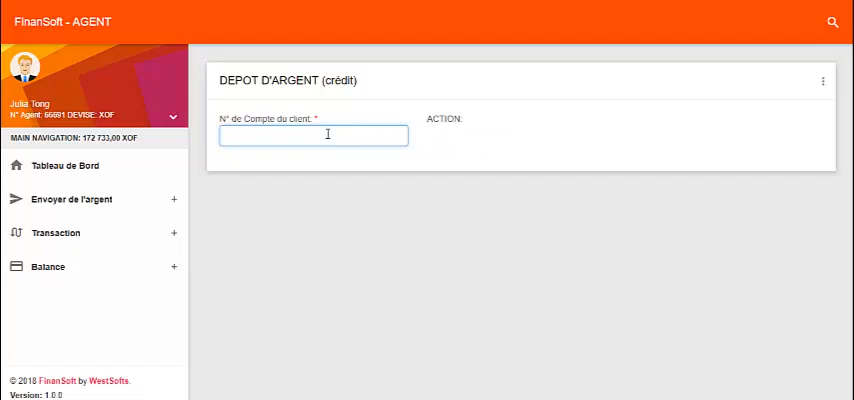 FinanSoft - AGENT
Julia Tong
N° Agent: 66691 DEVISE: XOF
MAIN NAVIGATION: 172 733,00 XOF
Tableau de Bord
Envoyer de l'argent +
Transaction +
Balance +
© 2018 FinanSoft by WestSofts.
Version: 1.0.0
DEPOT D'ARGENT (crédit)
N° de Compte du client: *
ACTION: